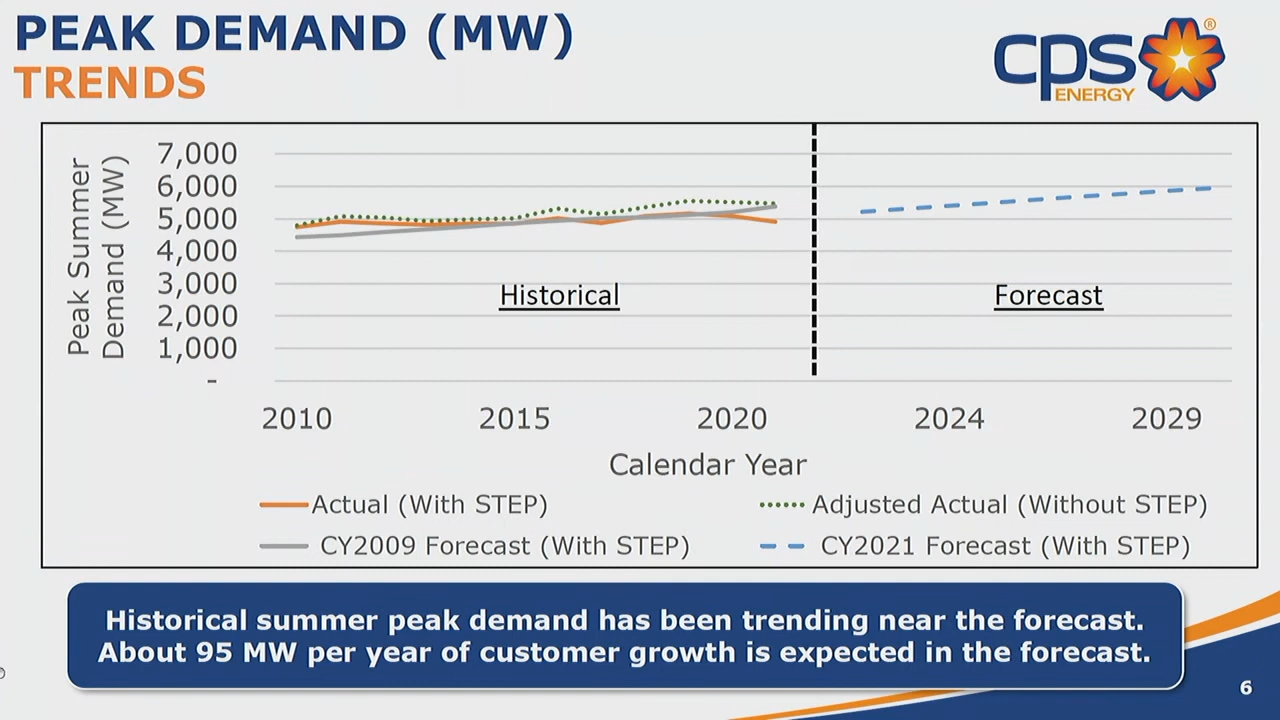 PEAK DEMAND (MW)
TRENDS
cps
ENERGY
®
Peak Summer
Demand (MW)
7,000
6,000
5,000
4,000
3,000
2,000
1,000
-
Historical
Forecast
2010 2015 2020 2024 2029
Calendar Year
Actual (With STEP)
Adjusted Actual (Without STEP)
CY2009 Forecast (With STEP)
CY2021 Forecast (With STEP)
Historical summer peak demand has been trending near the forecast.
About 95 MW per year of customer growth is expected in the forecast.
6